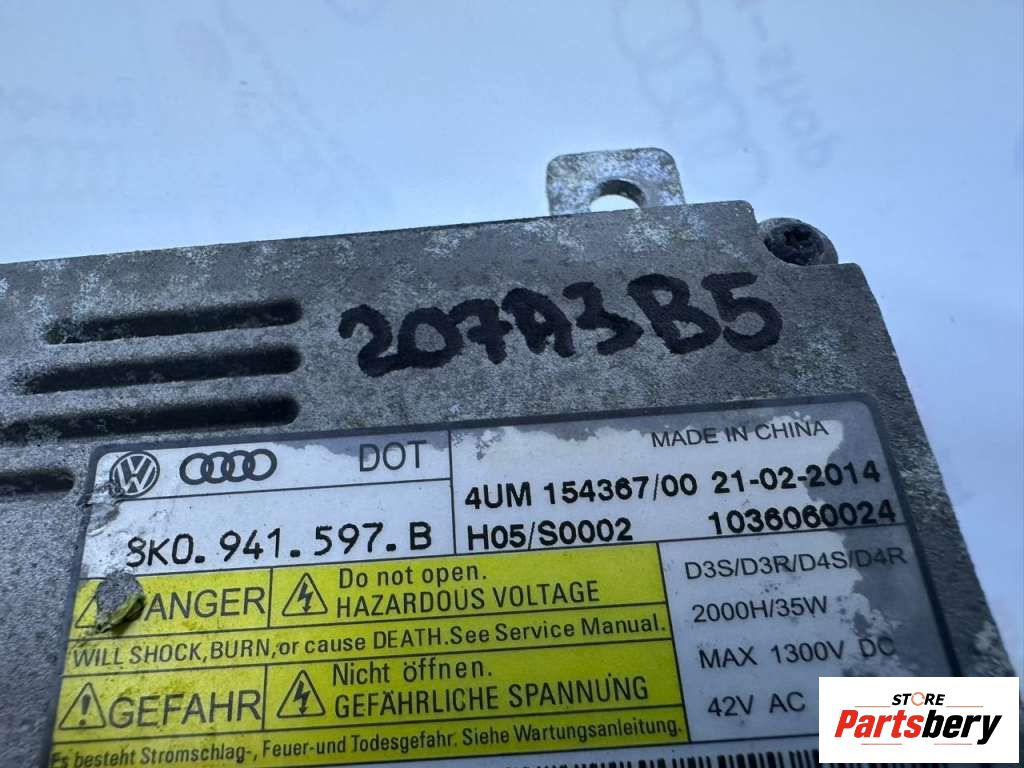 207A3B5
DOT
MADE IN CHINA
4UM 154367/00 21-02-2014
8K0.941.597.B
H05/S0002 1036060024
DANGER
Do not open.
HAZARDOUS VOLTAGE
WILL SHOCK, BURN, or cause DEATH. See Service Manual.
GEFAHR
Nicht öffnen.
GEFÄHRLICHE SPANNUNG
Es besteht Stromschlag-, Feuer-und Todesgefahr. Siehe Wartungsanleitung.
D3S/D3R/D4S/D4R
2000H/35W
MAX 1300V DC
42V AC
STORE
Partsbery